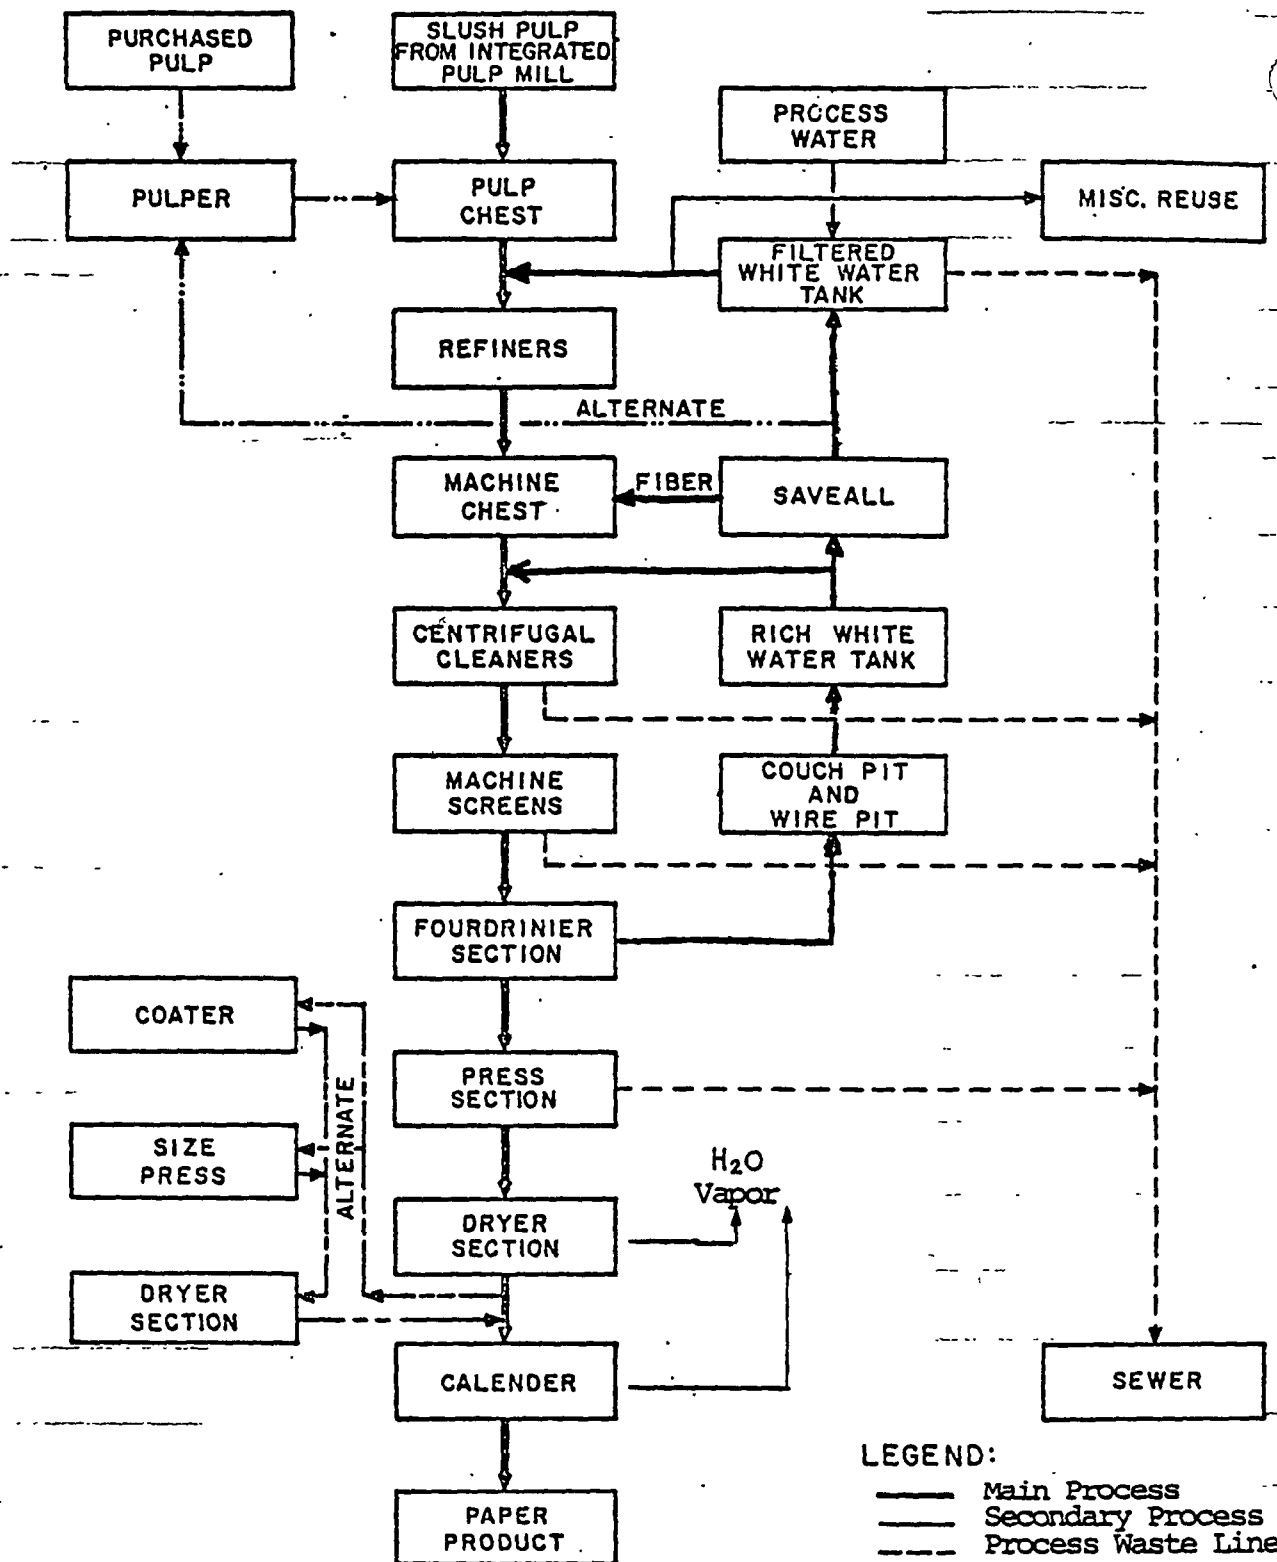 PURCHASED
PULP
SLUSH PULP
FROM INTEGRATED
PULP MILL
PROCESS
WATER
PULPER
PULP
CHEST
MISC. REUSE
FILTERED
WHITE WATER
TANK
REFINERS
ALTERNATE
MACHINE
CHEST
FIBER
SAVEALL
CENTRIFUGAL
CLEANERS
RICH WHITE
WATER TANK
MACHINE
SCREENS
COUCH PIT
AND
WIRE PIT
FOURDRINIER
SECTION
COATER
PRESS
SECTION
ALTERNATE
SIZE
PRESS
H₂O
Vapor
DRYER
SECTION
DRYER
SECTION
CALENDER
SEWER
PAPER
PRODUCT
LEGEND:
Main Process
Secondary Process
Process Waste Line